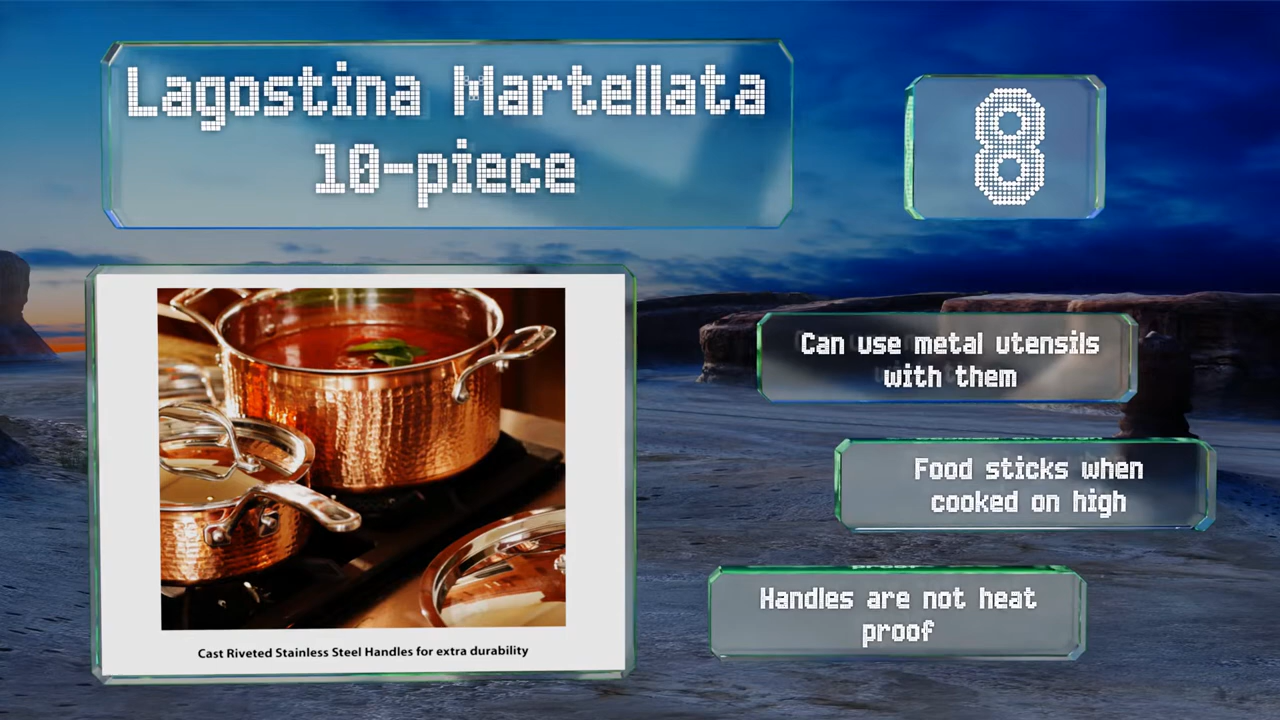 Lagostina Martellata
10-piece
8
Can use metal utensils
with them
Food sticks when
cooked on high
Handles are not heat
proof
Cast Riveted Stainless Steel Handles for extra durability